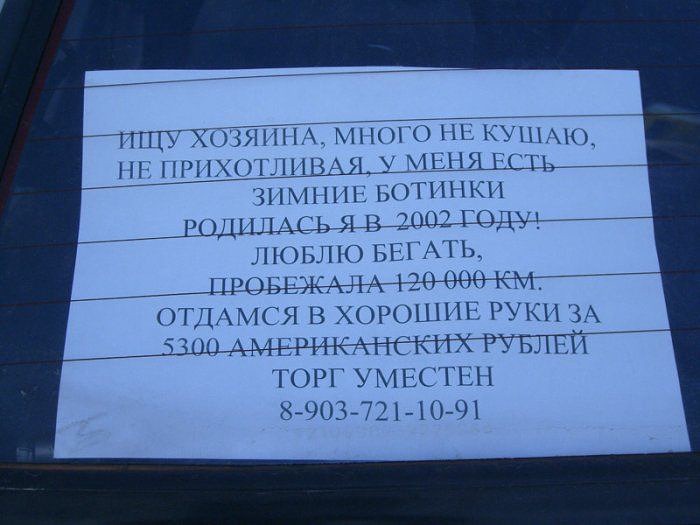 ИЩУ ХОЗЯИНА, МНОГО НЕ КУШАЮ,
НЕ ПРИХОТЛИВАЯ, У МЕНЯ ЕСТЬ
ЗИМНИЕ БОТИНКИ
РОДИЛАСЬ Я В 2002 ГОДУ!
ЛЮБЛЮ БЕГАТЬ,
ПРОБЕЖАЛА 120 000 КМ.
ОТДАМСЯ В ХОРОШИЕ РУКИ ЗА
5300 АМЕРИКАНСКИХ РУБЛЕЙ
ТОРГ УМЕСТЕН
8-903-721-10-91